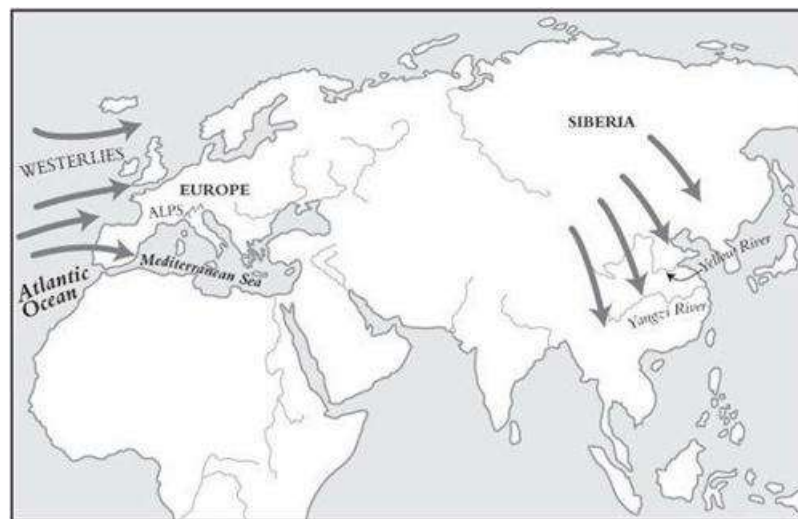 SIBERIA
WESTERLIES
EUROPE
ALPS
Mediterranean Sea
Atlantic
Ocean
Yellow River
Yangzi River